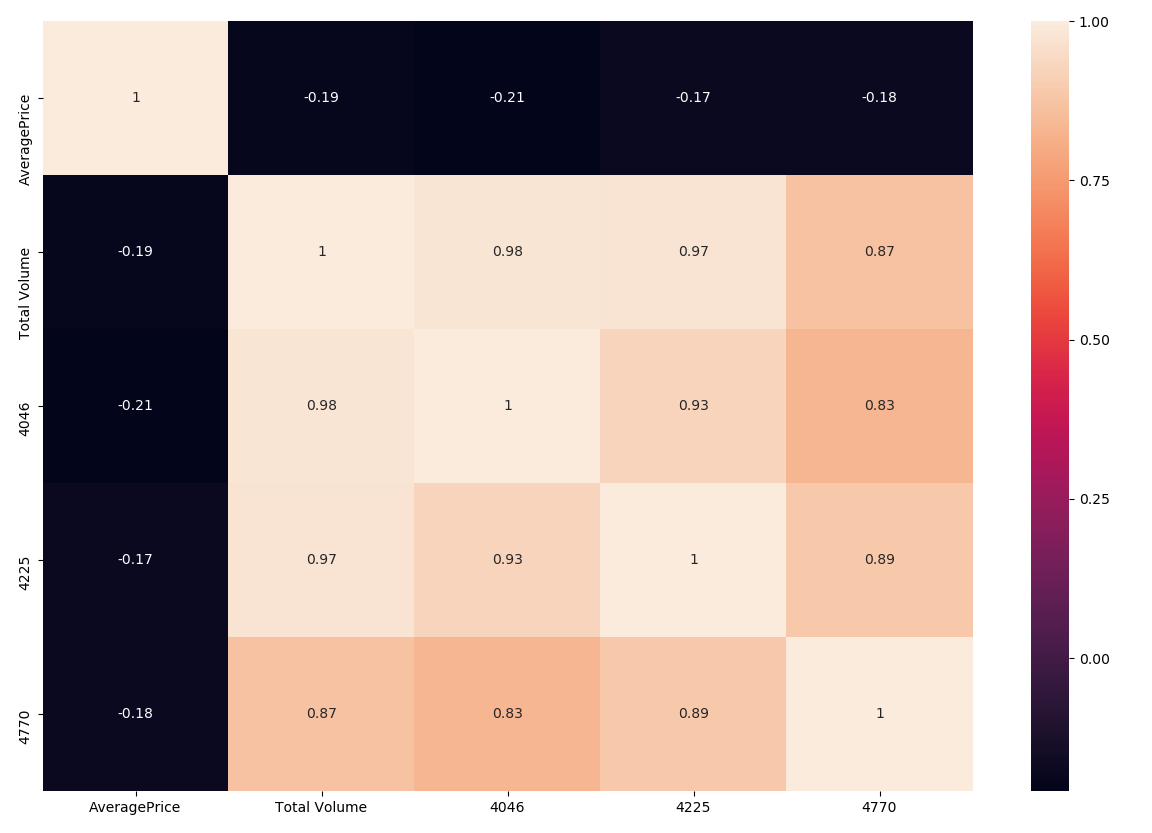 AveragePrice 1 -0.19 -0.21 -0.17 -0.18
Total Volume -0.19 1 0.98 0.97 0.87
4046 -0.21 0.98 1 0.93 0.83
4225 -0.17 0.97 0.93 1 0.89
4770 -0.18 0.87 0.83 0.89 1
AveragePrice Total Volume 4046 4225 4770
1.00
0.75
0.50
0.25
0.00